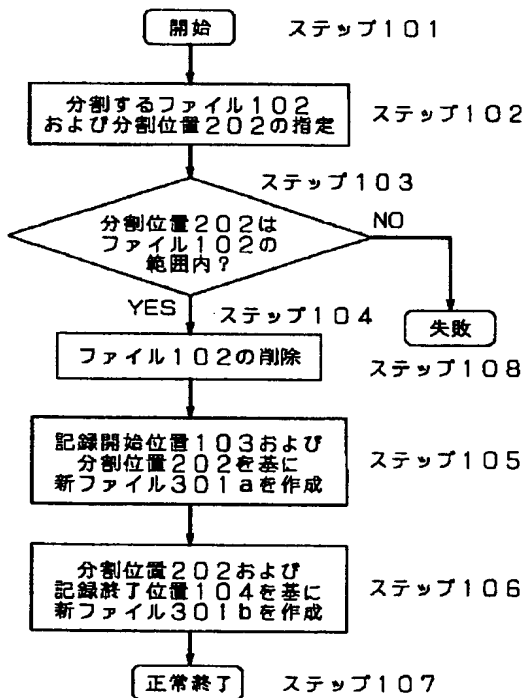 開始
ステップ101
分割するファイル102
および分割位置202の指定
ステップ102
ステップ103
分割位置202は
ファイル102の
範囲内?
NO
YES
ステップ104
失敗
ファイル102の削除
ステップ108
記録開始位置103および
分割位置202を基に
新ファイル301aを作成
ステップ105
分割位置202および
記録終了位置104を基に
新ファイル301bを作成
ステップ106
正常終了
ステップ107